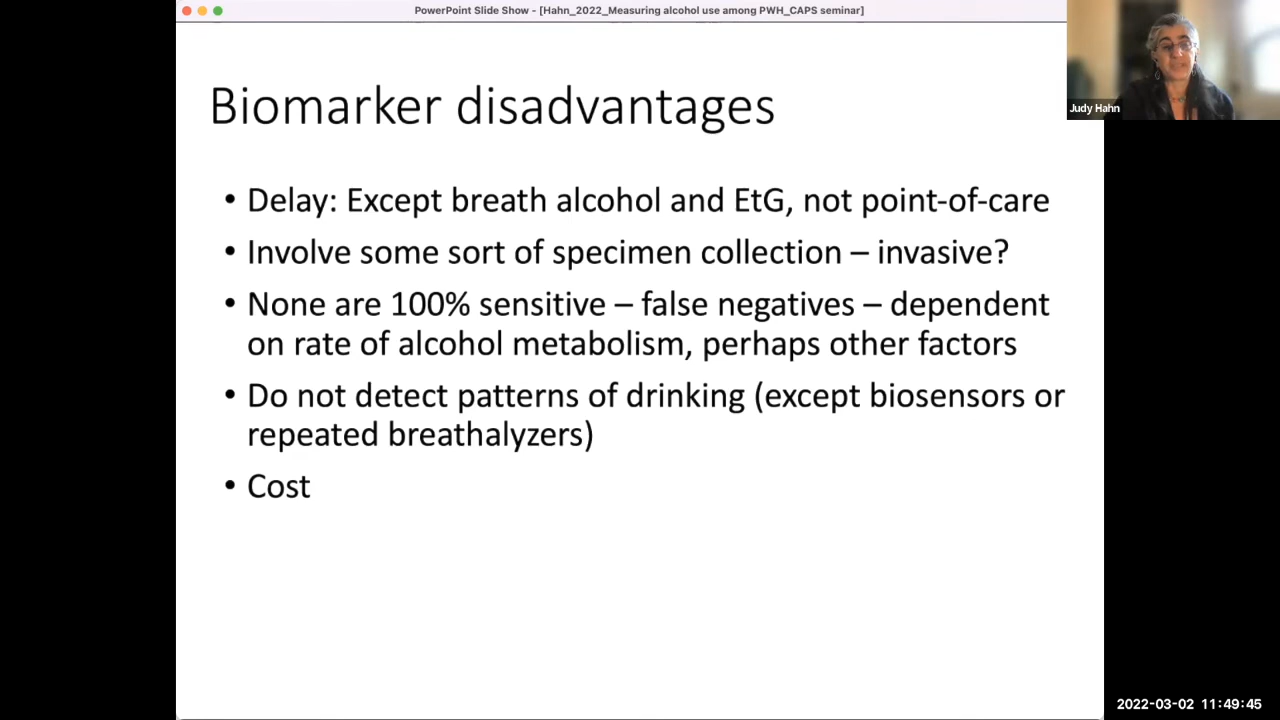 PowerPoint Slide Show - [Hahn_2022_Measuring alcohol use among PWH_CAPS seminar]
Judy Hahn
Biomarker disadvantages
• Delay: Except breath alcohol and EtG, not point-of-care
• Involve some sort of specimen collection – invasive?
• None are 100% sensitive – false negatives – dependent
on rate of alcohol metabolism, perhaps other factors
• Do not detect patterns of drinking (except biosensors or
repeated breathalyzers)
• Cost
2022-03-02 11:49:45